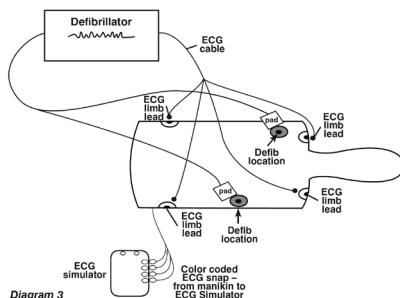 Defibrillator
ECG
cable
ECG
limb
lead
pad
ECG
limb
lead
Defib
location
pad
ECG
limb
lead
ECG
limb
lead
Defib
location
ECG
simulator
Color coded
ECG snap –
from manikin to
ECG Simulator
Diagram 3